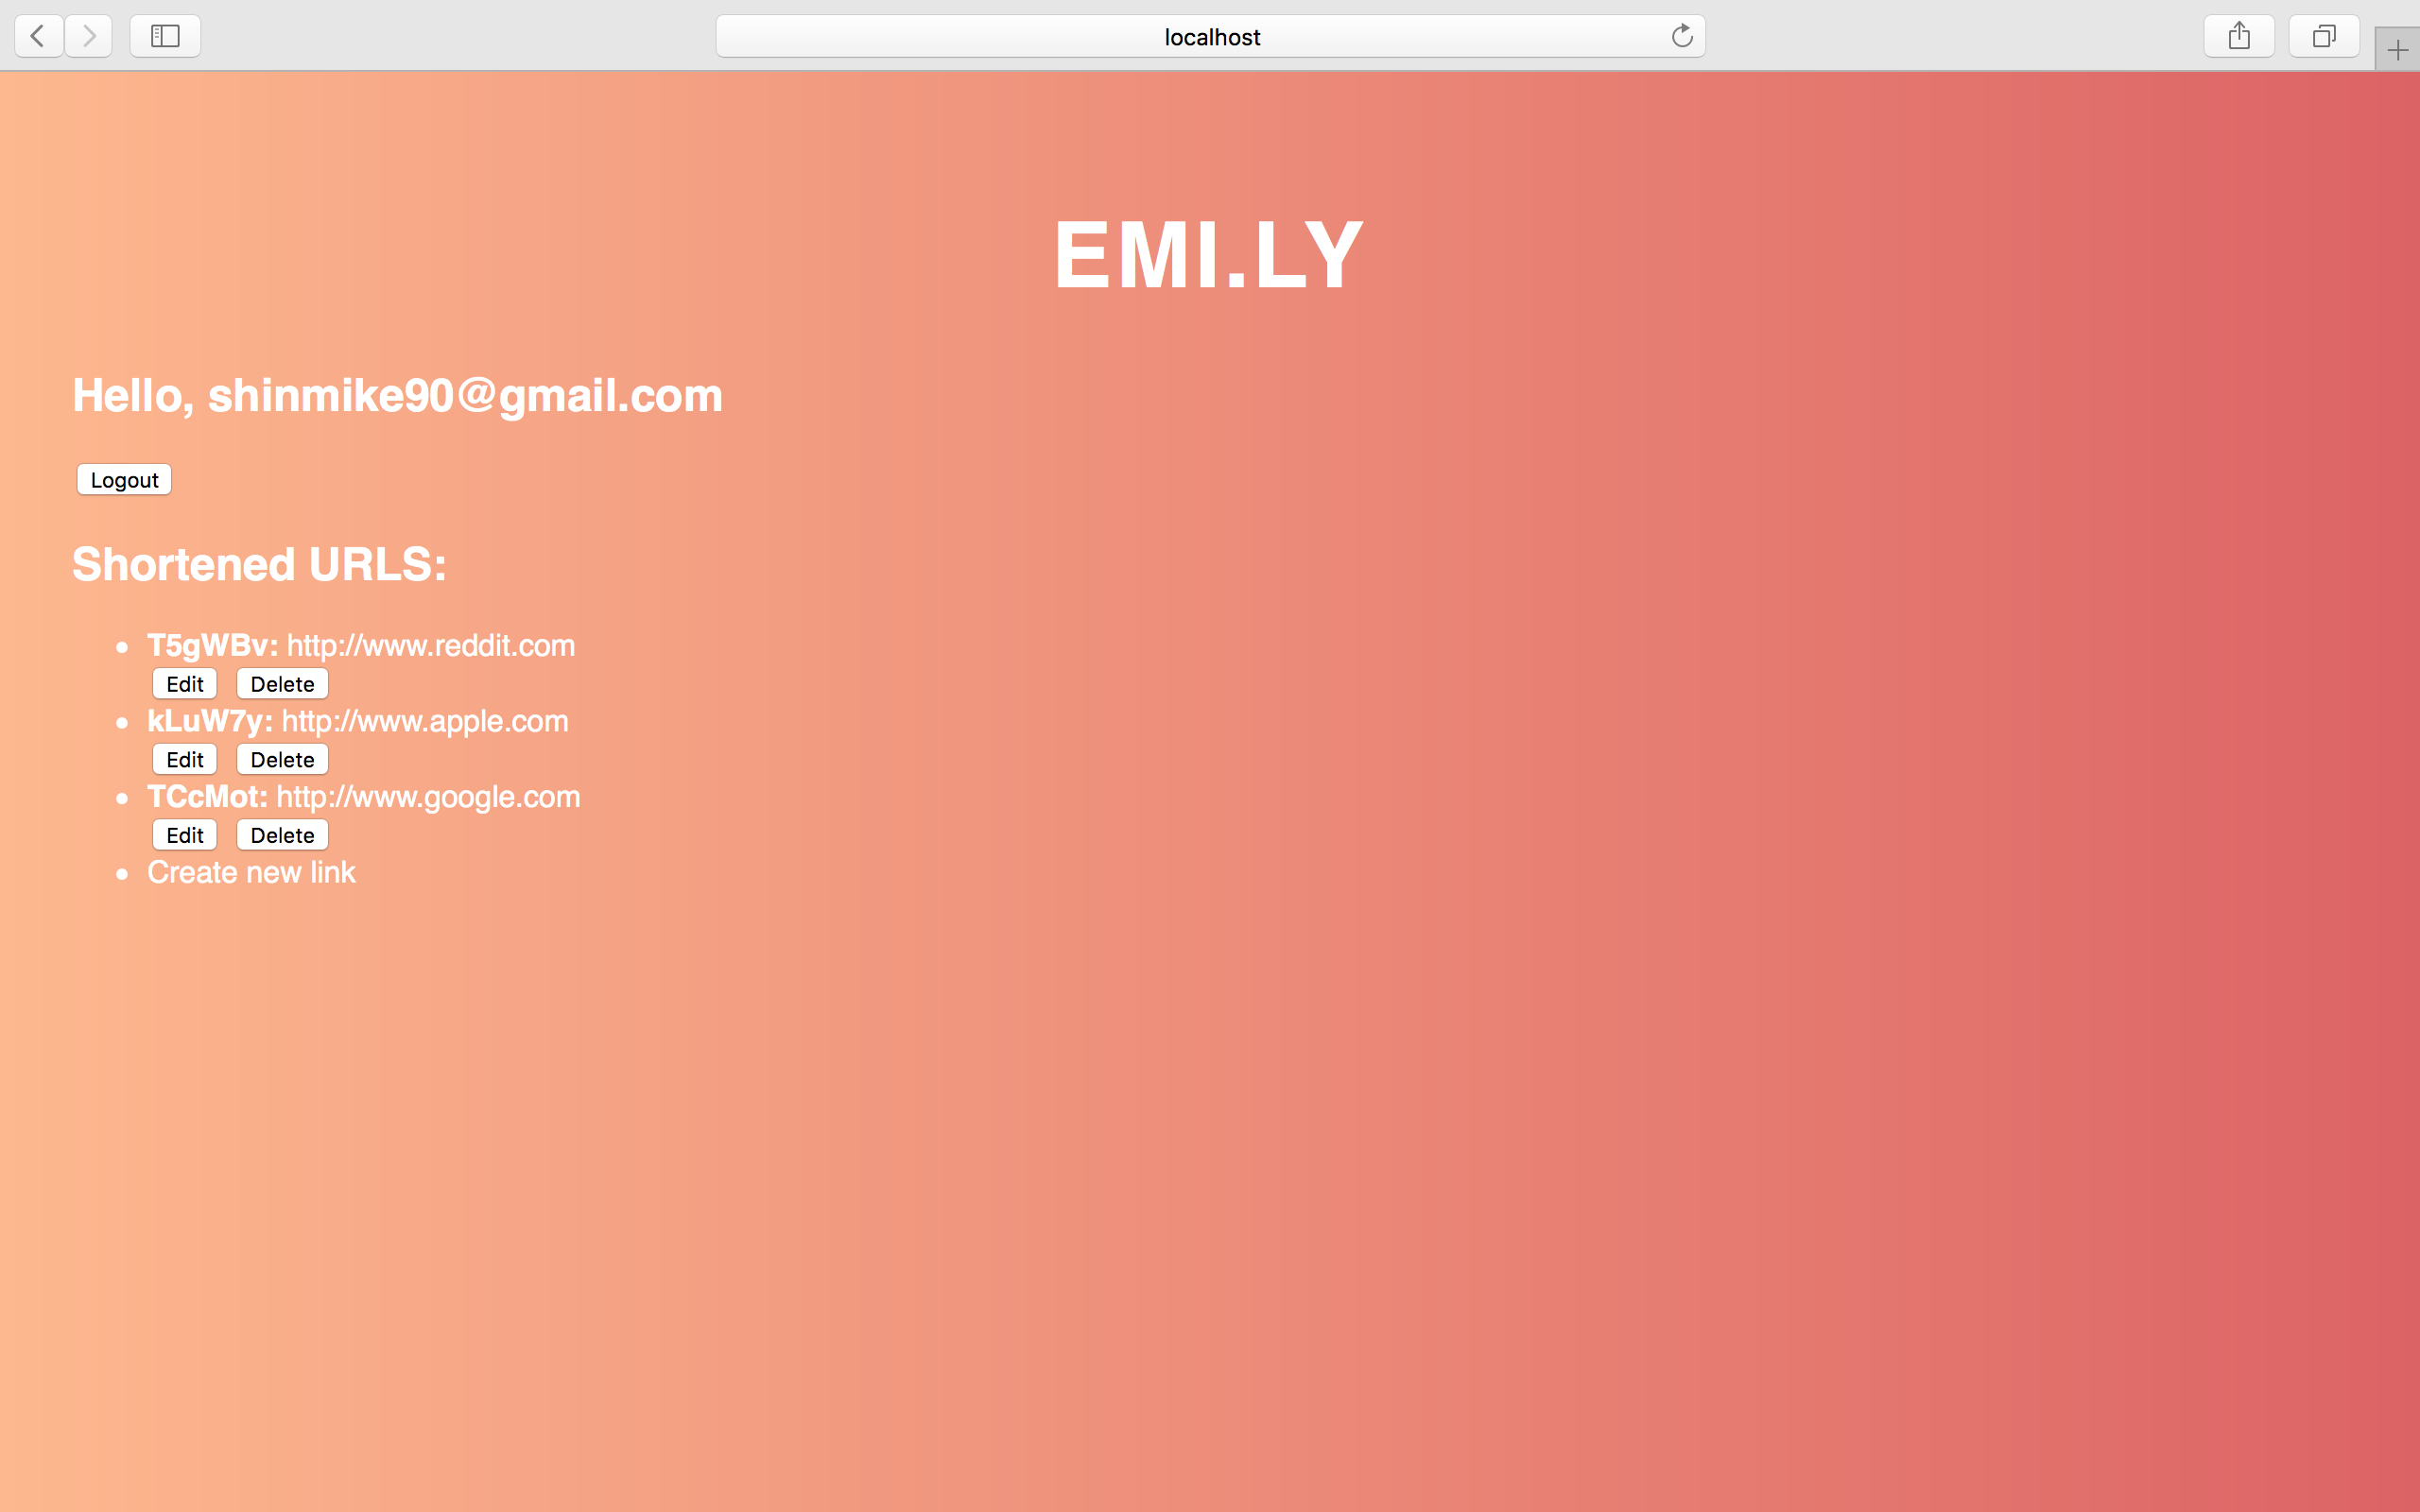 localhost
EMI.LY
Hello, shinmike90@gmail.com
Logout
Shortened URLS:
T5gWBv: http://www.reddit.com
Edit Delete
kLuW7y: http://www.apple.com
Edit Delete
TCcMot: http://www.google.com
Edit Delete
Create new link